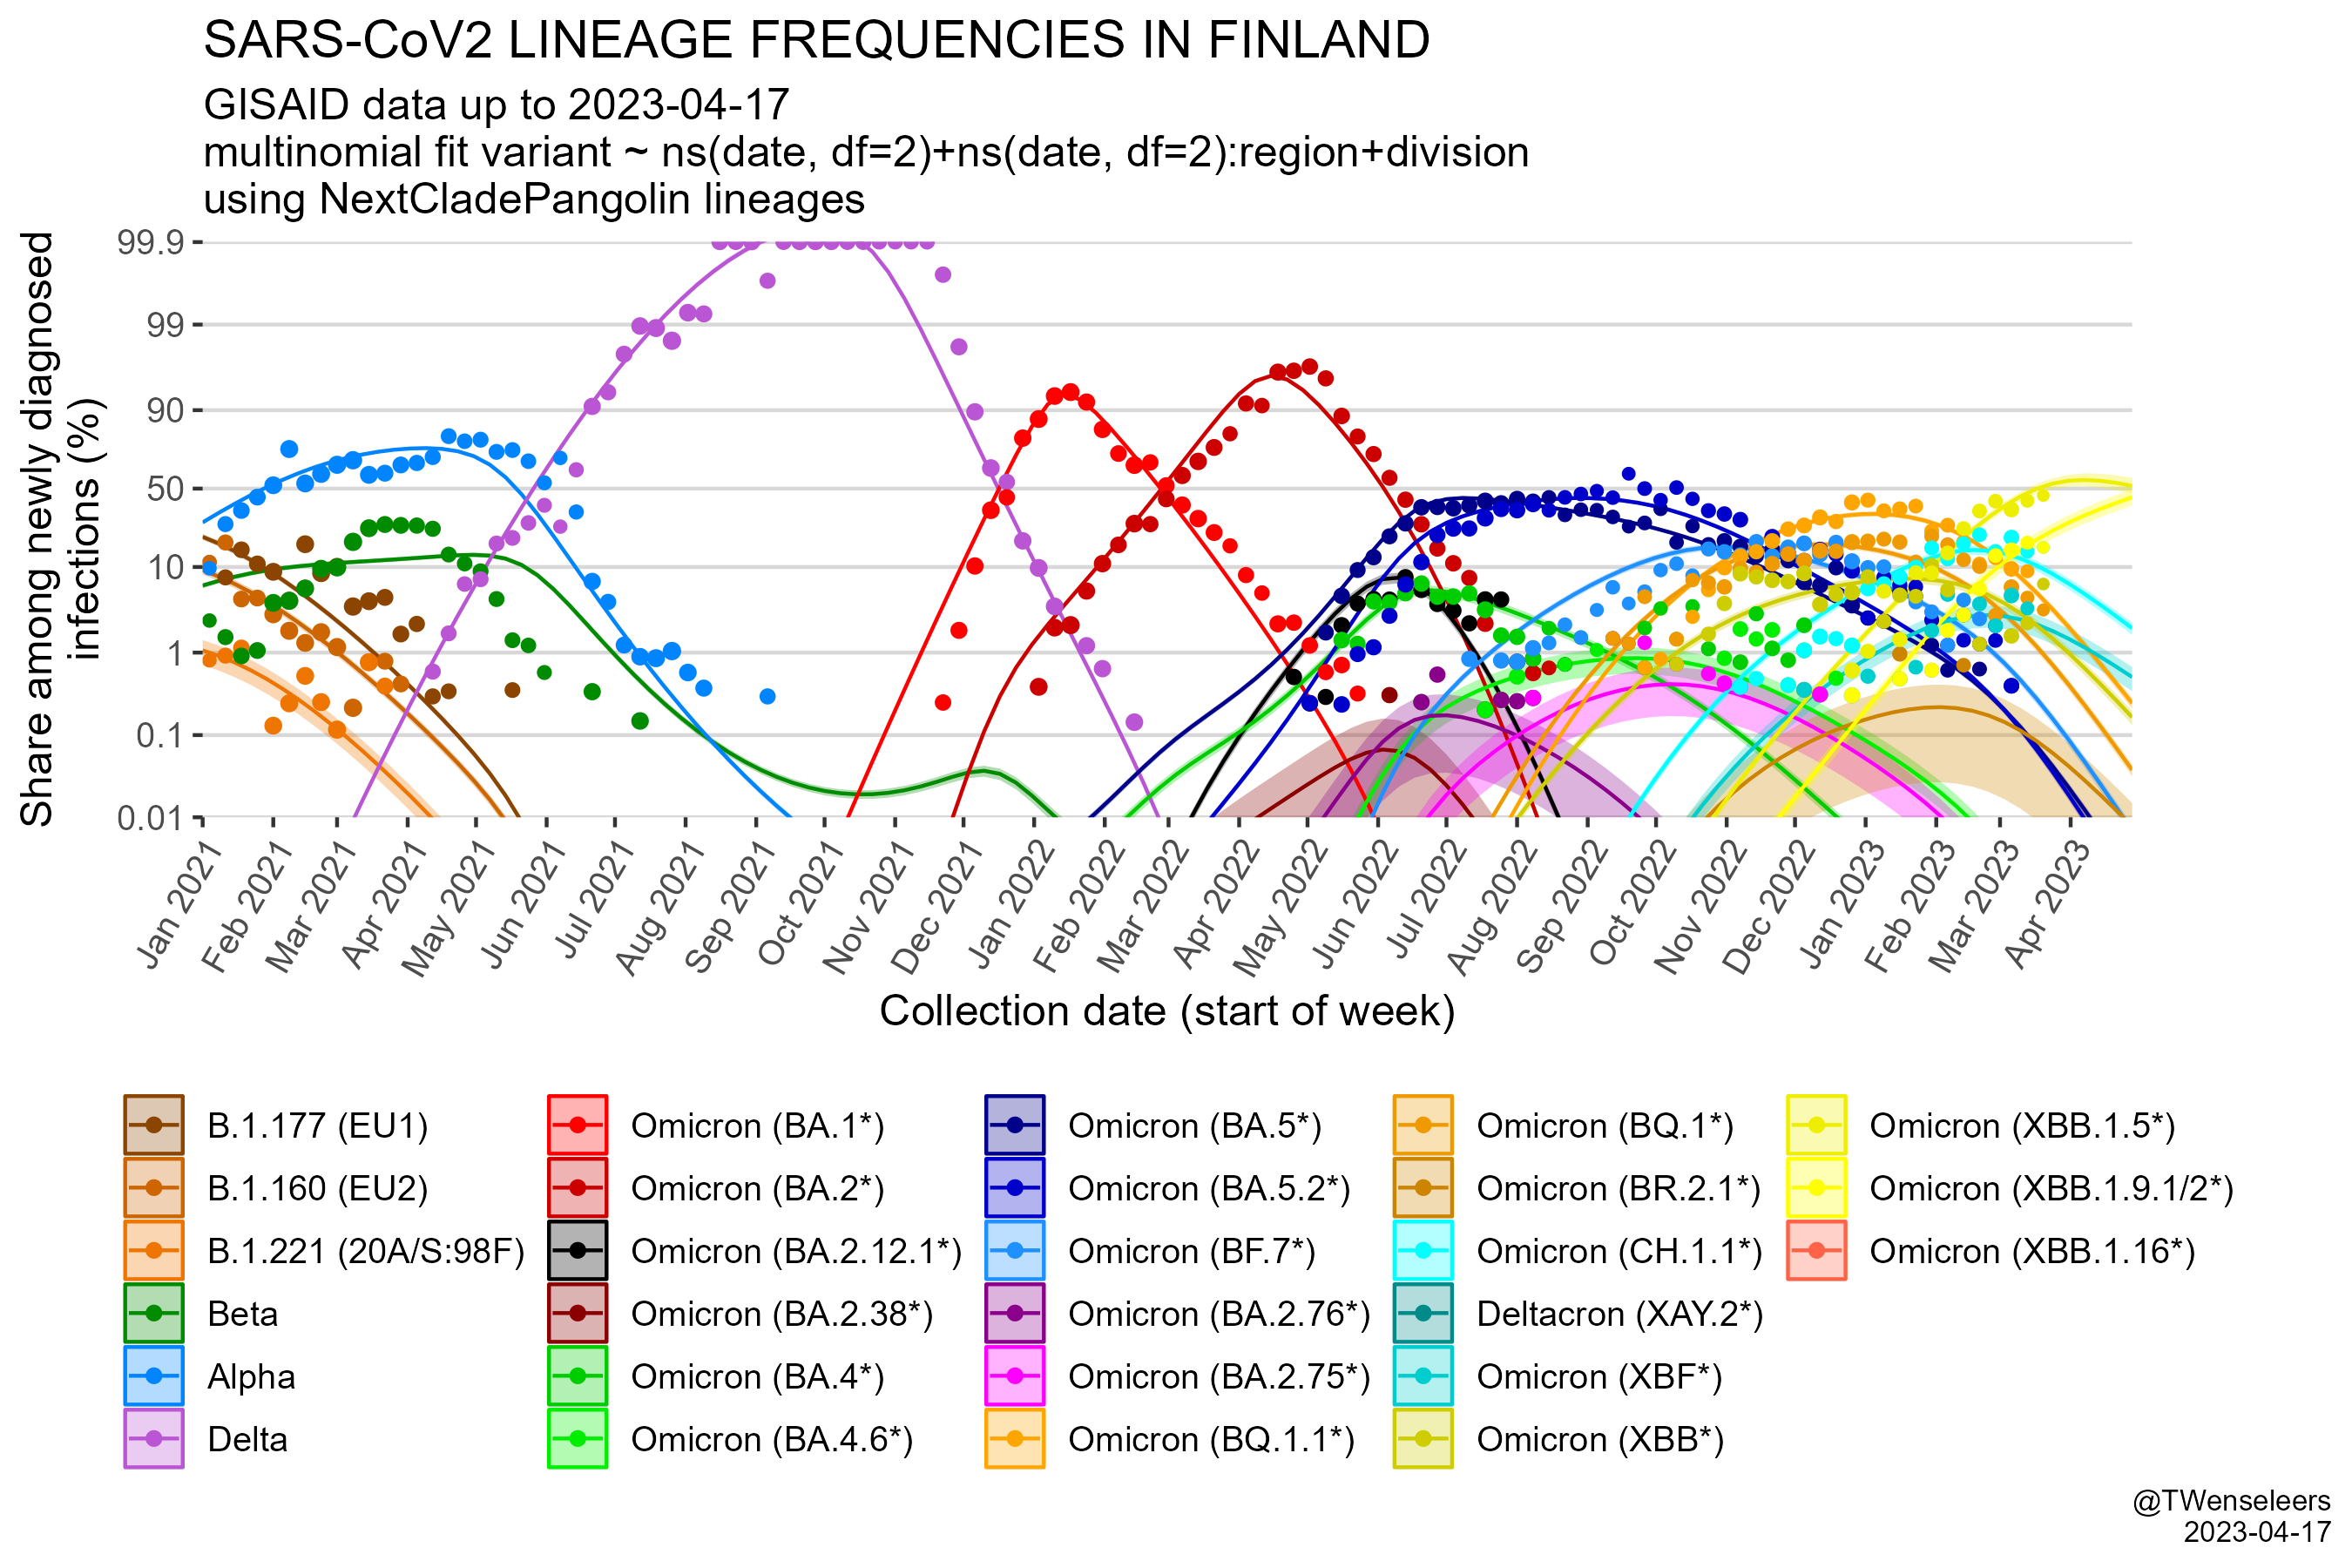 SARS-CoV2 LINEAGE FREQUENCIES IN FINLAND
GISAID data up to 2023-04-17
multinomial fit variant ~ ns(date, df=2)+ns(date, df=2):region+division
using NextCladePangolin lineages
Share among newly diagnosed
infections (%)
99.9
99
90
50
10
1
0.1
0.01
Jan 2021
Feb 2021
Mar 2021
Apr 2021
May 2021
Jun 2021
Jul 2021
Aug 2021
Sep 2021
Oct 2021
Nov 2021
Dec 2021
Jan 2022
Feb 2022
Mar 2022
Apr 2022
May 2022
Jun 2022
Jul 2022
Aug 2022
Sep 2022
Oct 2022
Nov 2022
Dec 2022
Jan 2023
Feb 2023
Mar 2023
Apr 2023
Collection date (start of week)
B.1.177 (EU1)
B.1.160 (EU2)
B.1.221 (20A/S:98F)
Beta
Alpha
Delta
Omicron (BA.1*)
Omicron (BA.2*)
Omicron (BA.2.12.1*)
Omicron (BA.2.38*)
Omicron (BA.4*)
Omicron (BA.4.6*)
Omicron (BA.5*)
Omicron (BA.5.2*)
Omicron (BF.7*)
Omicron (BA.2.76*)
Omicron (BA.2.75*)
Omicron (BQ.1.1*)
Omicron (BQ.1*)
Omicron (BR.2.1*)
Omicron (CH.1.1*)
Deltacron (XAY.2*)
Omicron (XBF*)
Omicron (XBB*)
Omicron (XBB.1.5*)
Omicron (XBB.1.9.1/2*)
Omicron (XBB.1.16*)
@TWenseleers
2023-04-17